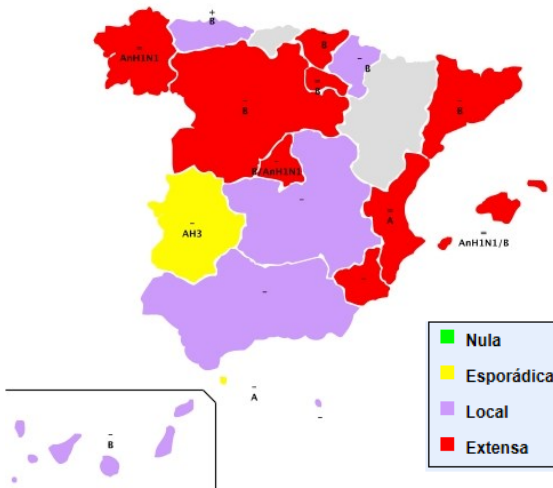 +
B
=
AnH1N1
B
–
B
=
A
–
B
–
B
–
B/AnH1N1
–
–
AH3
=
A
=
AnH1N1/B
–
–
A
–
–
B
Nula
Esporádica
Local
Extensa